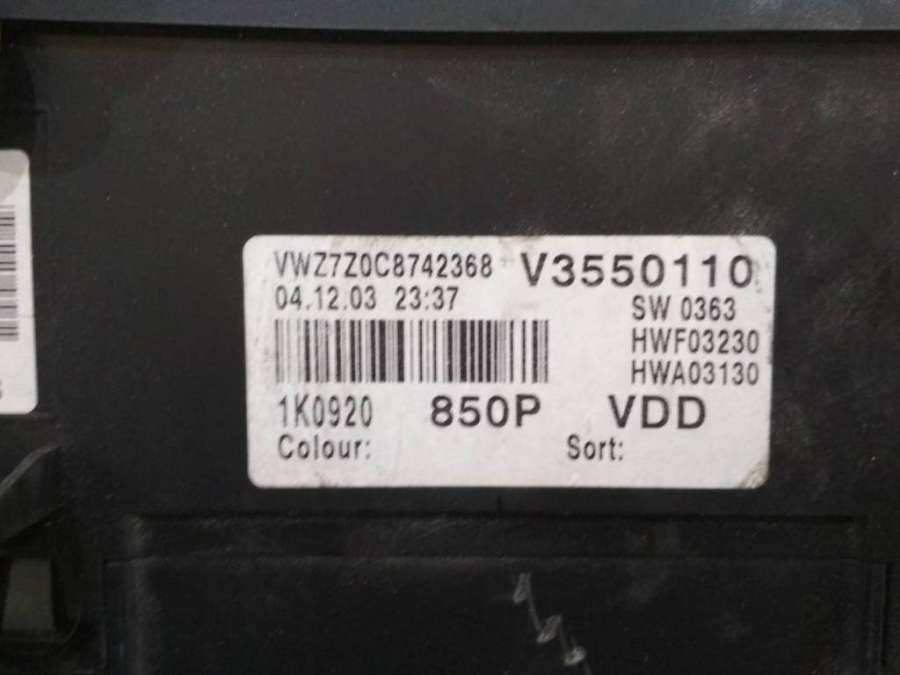 VWZ7Z0C8742368 V3550110
04.12.03 23:37 SW 0363
HWF03230
HWA03130
1K0920 850P VDD
Colour: Sort: